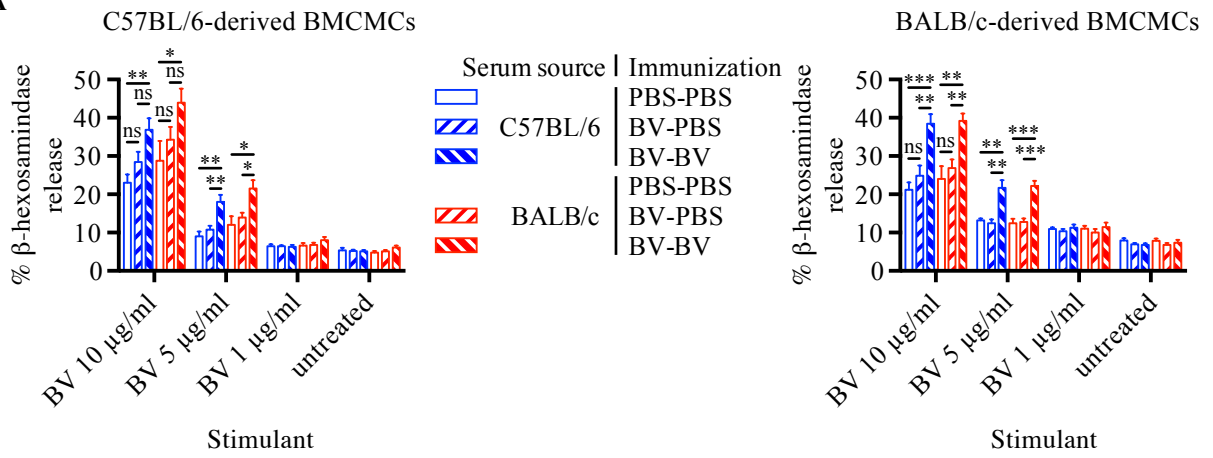 A
C57BL/6-derived BMCMCs
% β-hexosamindase
release
50
40
30
20
10
0
**
ns
ns
*
ns
ns
**
**
*
*
BV 10 µg/ml
BV 5 µg/ml
BV 1 µg/ml
untreated
Stimulant
Serum source | Immunization
PBS-PBS
C57BL/6 BV-PBS
BV-BV
PBS-PBS
BALB/c BV-PBS
BV-BV
BALB/c-derived BMCMCs
% β-hexosamindase
release
50
40
30
20
10
0
***
**
ns
**
**
ns
**
**
***
***
BV 10 µg/ml
BV 5 µg/ml
BV 1 µg/ml
untreated
Stimulant